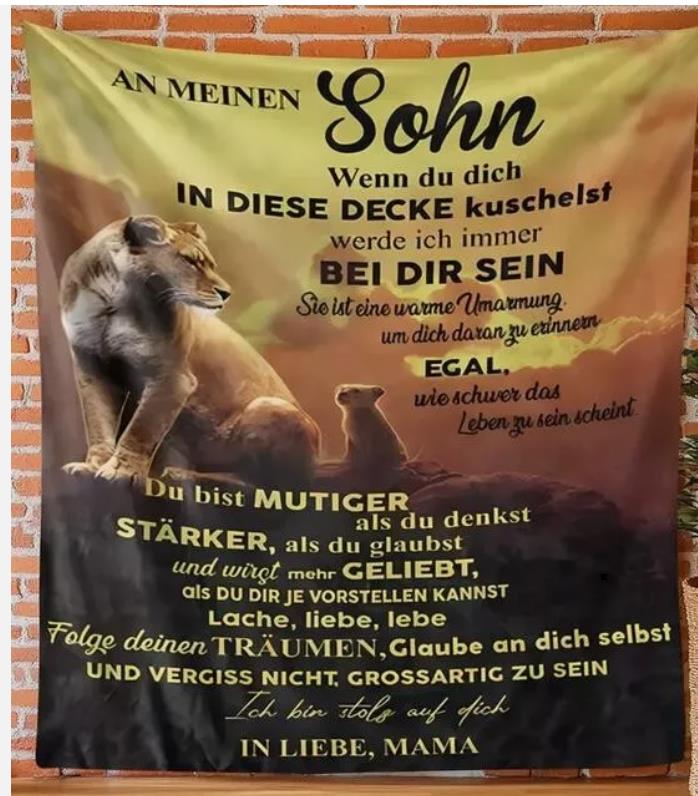 AN MEINEN Sohn
Wenn du dich
IN DIESE DECKE kuschelst
werde ich immer
BEI DIR SEIN
Sie ist eine warme Umarmung.
um dich daran zu erinnern
EGAL,
wie schwer das
Leben zu sein scheint
Du bist MUTIGER
als du denkst
STÄRKER, als du glaubst
und wirst mehr GELIEBT,
als DU DIR JE VORSTELLEN KANNST
Lache, liebe, lebe
Folge deinen TRÄUMEN, Glaube an dich selbst
UND VERGISS NICHT. GROSSARTIG ZU SEIN
Ich bin stolz auf dich
IN LIEBE, MAMA